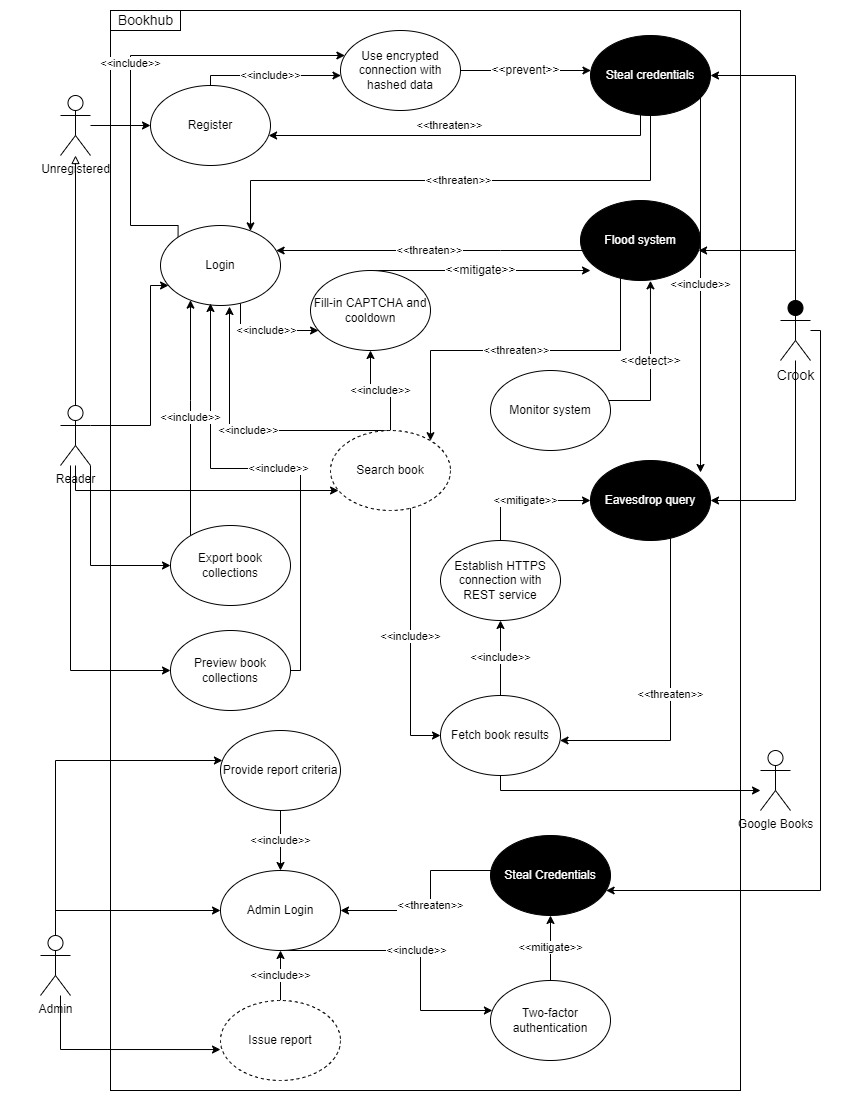 Bookhub
<<include>>
Use encrypted
connection with
hashed data
<<prevent>>
Steal credentials
<<include>>
Register
<<threaten>>
Unregistered
<<threaten>>
Login
<<threaten>>
Flood system
<<mitigate>>
<<include>>
Fill-in CAPTCHA and
cooldown
<<include>>
<<threaten>>
<<detect>>
Crook
<<include>>
Monitor system
<<include>>
<<include>>
Search book
<<include>>
Reader
<<mitigate>>
Eavesdrop query
Export book
collections
Establish HTTPS
connection with
REST service
<<include>>
<<include>>
Preview book
collections
<<threaten>>
Fetch book results
Provide report criteria
Google Books
<<include>>
Steal Credentials
<<threaten>>
Admin Login
<<include>>
<<mitigate>>
<<include>>
Admin
Two-factor
authentication
Issue report